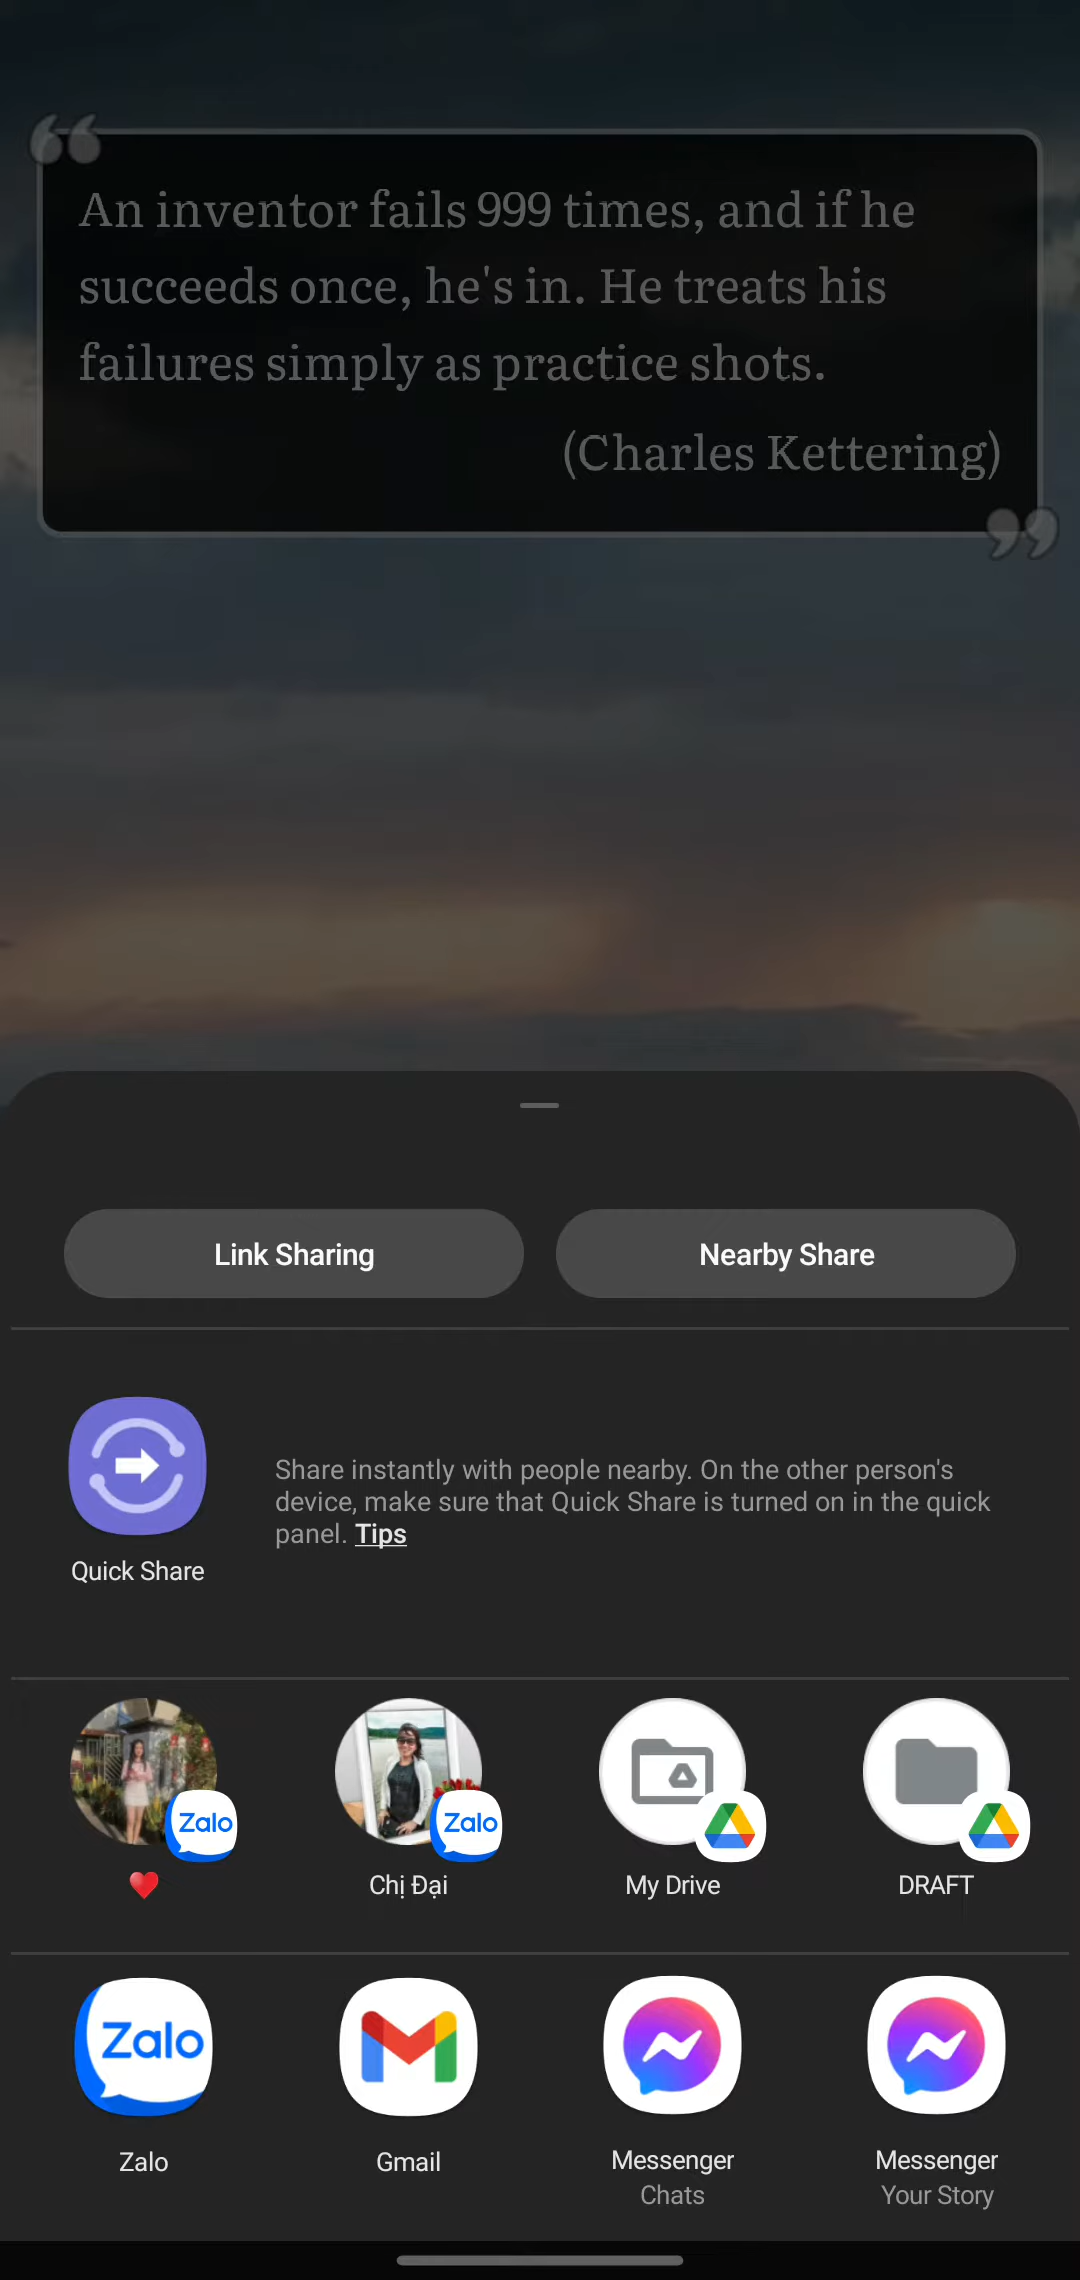 “
An inventor fails 999 times, and if he
succeeds once, he's in. He treats his
failures simply as practice shots.
(Charles Kettering)
”
Link Sharing
Nearby Share
Share instantly with people nearby. On the other person's
device, make sure that Quick Share is turned on in the quick
panel. Tips
Quick Share
Zalo
Zalo
♥
Chị Đại
My Drive
DRAFT
Zalo
Zalo
Gmail
Messenger
Chats
Messenger
Your Story